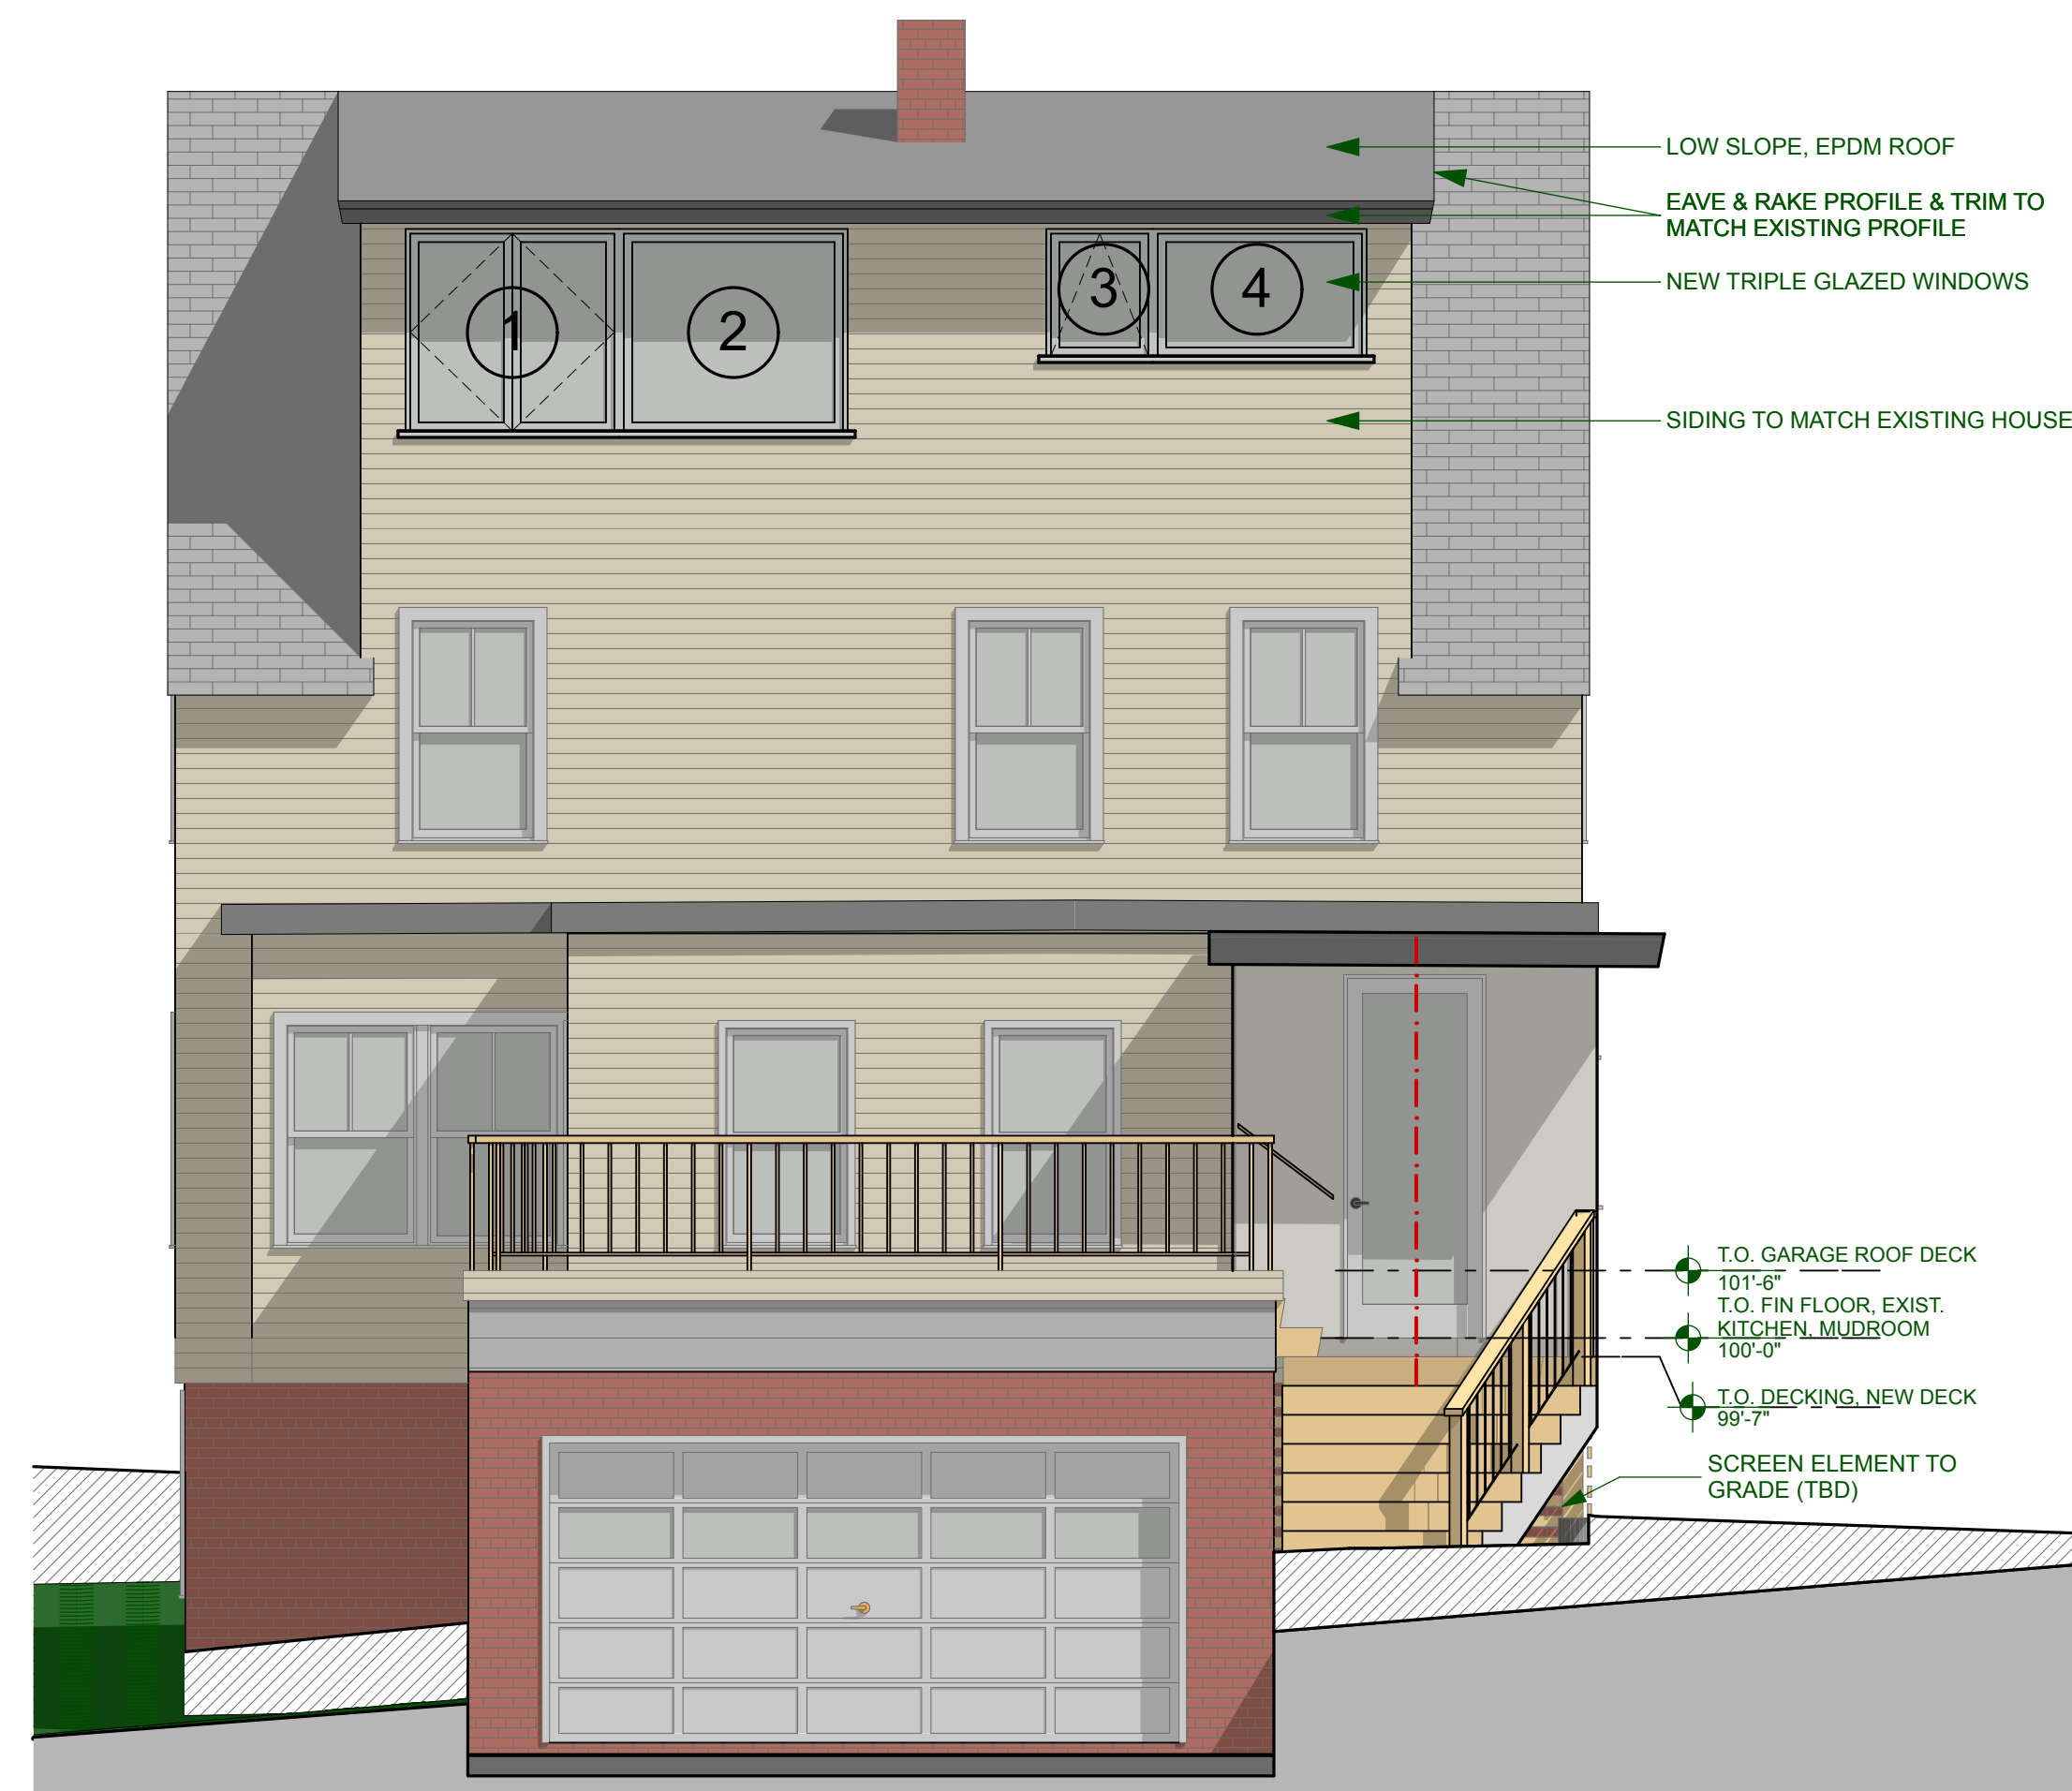 LOW SLOPE, EPDM ROOF
EAVE & RAKE PROFILE & TRIM TO
MATCH EXISTING PROFILE
NEW TRIPLE GLAZED WINDOWS
1
2
3
4
SIDING TO MATCH EXISTING HOUSE
T.O. GARAGE ROOF DECK
101'-6"
T.O. FIN FLOOR, EXIST.
KITCHEN, MUDROOM
100'-0"
T.O. DECKING, NEW DECK
99'-7"
SCREEN ELEMENT TO
GRADE (TBD)